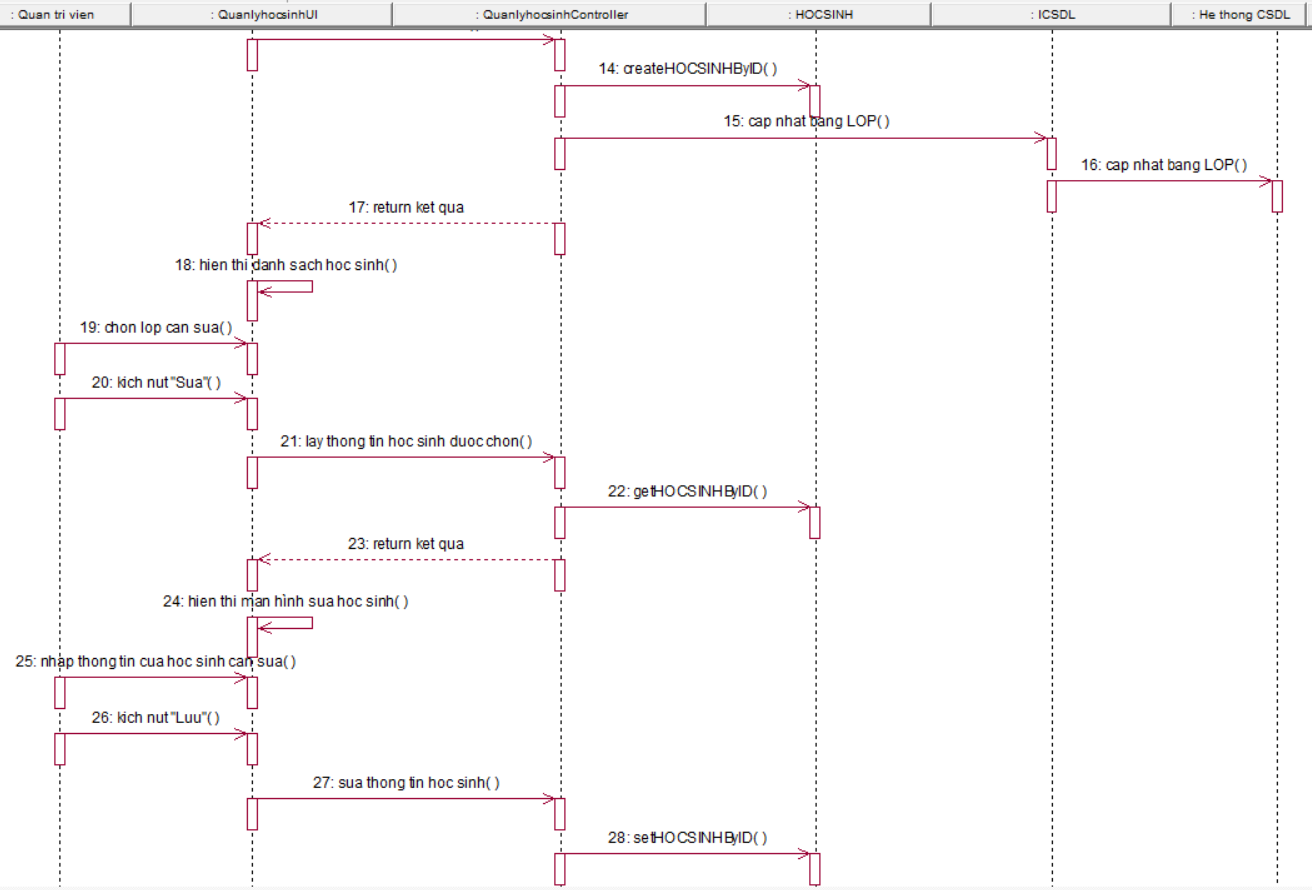 : Quan tri vien
: QuanlyhocsinhUI
: QuanlyhocsinhController
: HOCSINH
: ICSDL
: He thong CSDL
14: createHOCSINHByID( )
15: cap nhat bang LOP( )
16: cap nhat bang LOP( )
17: return ket qua
18: hien thi danh sach hoc sinh( )
19: chon lop can sua( )
20: kich nut "Sua"( )
21: lay thong tin hoc sinh duoc chon( )
22: getHOCSINHByID( )
23: return ket qua
24: hien thi man hình sua hoc sinh( )
25: nhap thong tin cua hoc sinh can sua( )
26: kich nut "Luu"( )
27: sua thong tin hoc sinh( )
28: setHOCSINHByID( )